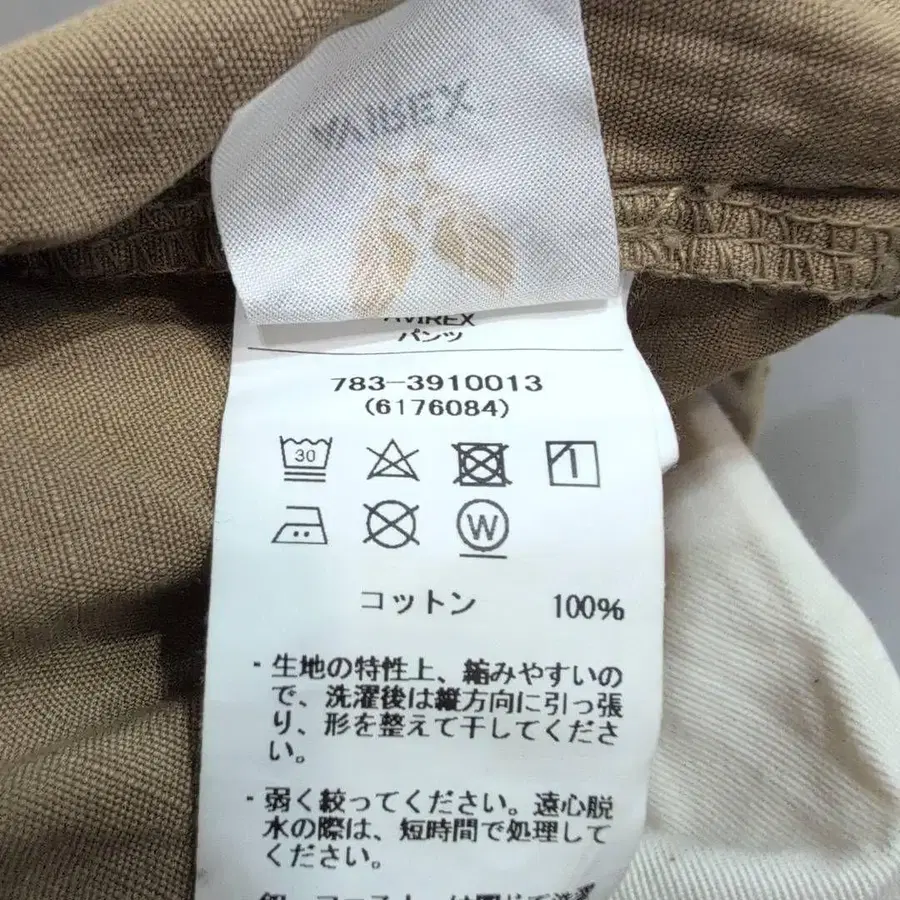 AVIREX
AVIREX
パンツ
783-3910013
(6176084)
30
1
W
コットン 100%
・生地の特性上、縮みやすいの
で、洗濯後は縦方向に引っ張
り、形を整えて干してくださ
い。
・弱く絞ってください。遠心脱
水の際は、短時間で処理して
ください。